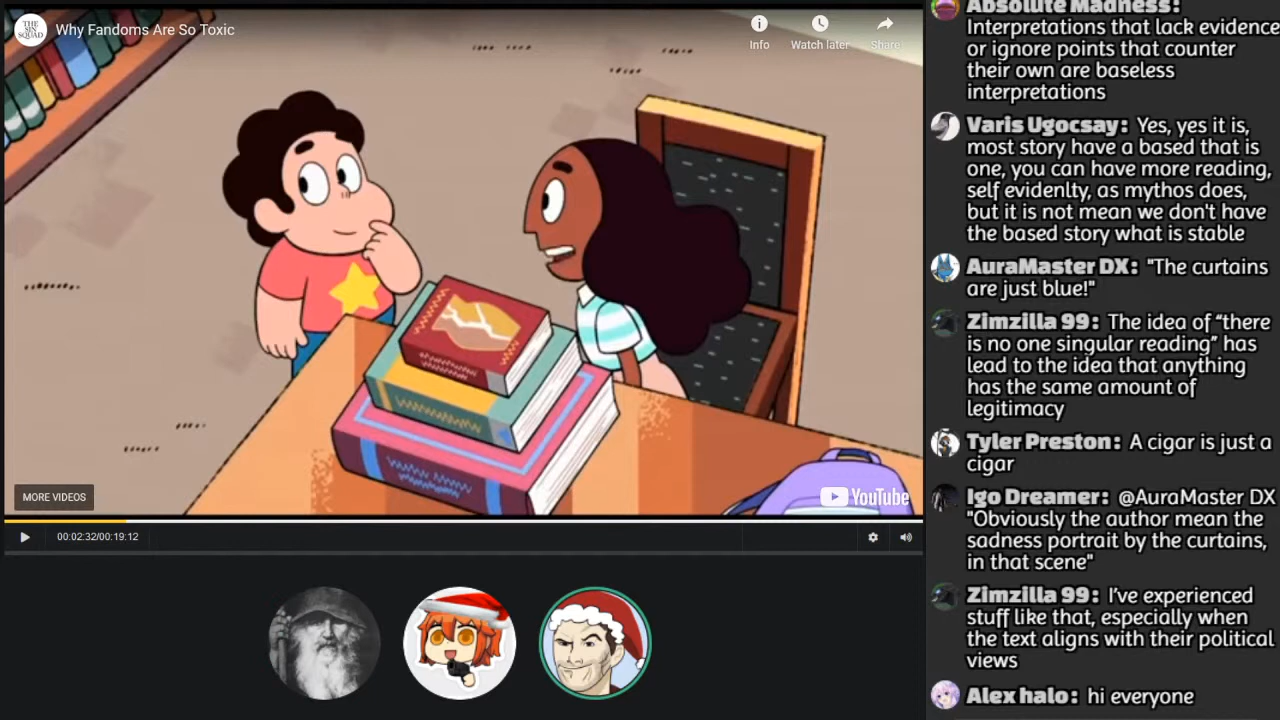 THE
SIN
SQUAD
Why Fandoms Are So Toxic
Info
Watch later
Share
MORE VIDEOS
YouTube
00:02:32/00:19:12
Absolute Madness:
Interpretations that lack evidence
or ignore points that counter
their own are baseless
interpretations
Varis Ugocsay: Yes, yes it is,
most story have a based that is
one, you can have more reading,
self evidenlty, as mythos does,
but it is not mean we don't have
the based story what is stable
AuraMaster DX: "The curtains
are just blue!"
Zimzilla 99: The idea of “there
is no one singular reading” has
lead to the idea that anything
has the same amount of
legitimacy
Tyler Preston: A cigar is just a
cigar
Igo Dreamer: @AuraMaster DX
"Obviously the author mean the
sadness portrait by the curtains,
in that scene"
Zimzilla 99: I’ve experienced
stuff like that, especially when
the text aligns with their political
views
Alex halo: hi everyone